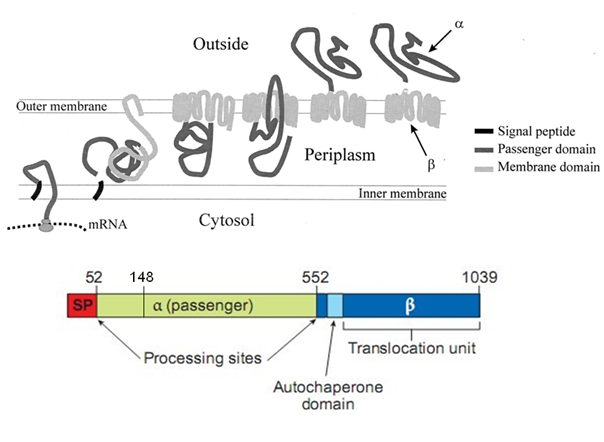 Outside
α
Outer membrane
Signal peptide
Passenger domain
Membrane domain
Periplasm
β
Inner membrane
mRNA
Cytosol
52 148 552 1039
SP α (passenger) β
Processing sites
Translocation unit
Autochaperone
domain